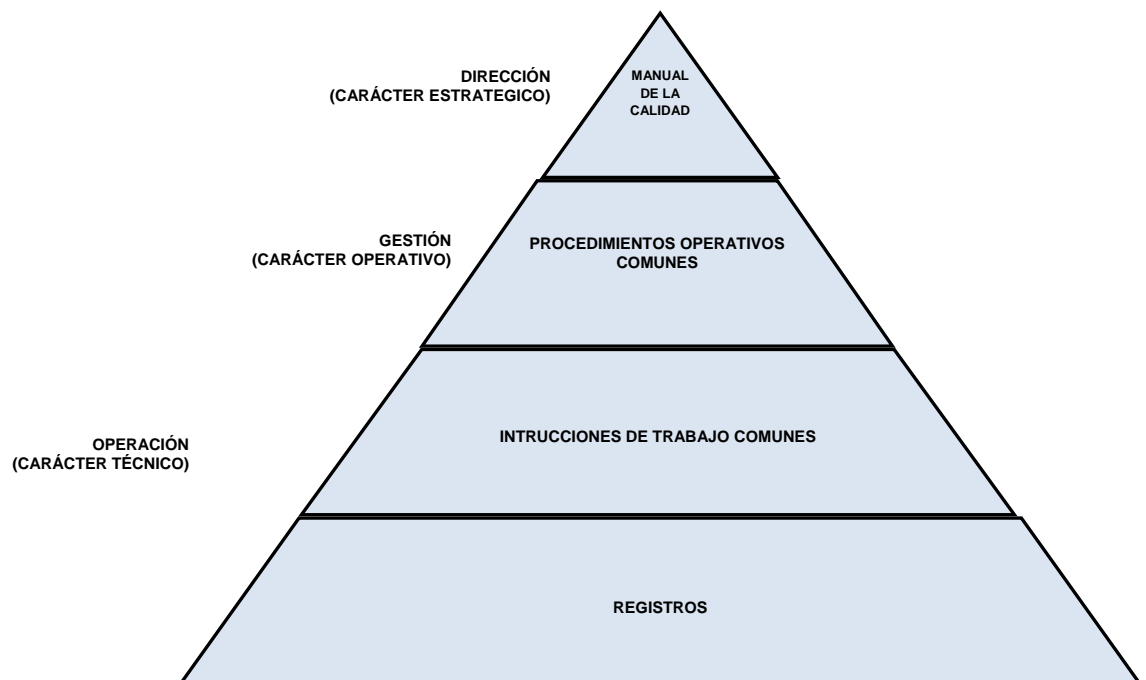 DIRECCIÓN
(CARÁCTER ESTRATEGICO)
MANUAL
DE LA
CALIDAD
GESTIÓN
(CARÁCTER OPERATIVO)
PROCEDIMIENTOS OPERATIVOS
COMUNES
OPERACIÓN
(CARÁCTER TÉCNICO)
INTRUCCIONES DE TRABAJO COMUNES
REGISTROS